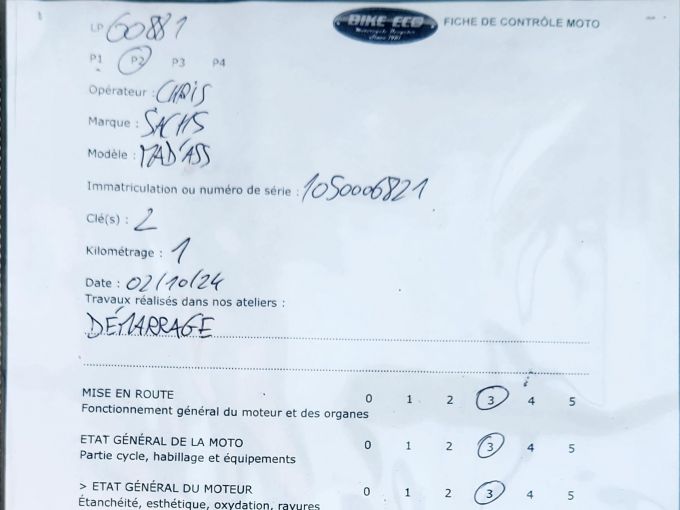 LP 60881
BIKE ECO
FICHE DE CONTRÔLE MOTO
P1 P2 P3 P4
Opérateur : CHRIS
Marque : SACHS
Modèle : MAD'ASS
Immatriculation ou numéro de série : 1050006821
Clé(s) : 2
Kilométrage : 1
Date : 02/10/24
Travaux réalisés dans nos ateliers :
DÉMARRAGE
MISE EN ROUTE 0 1 2 3 4 5
Fonctionnement général du moteur et des organes
ETAT GÉNÉRAL DE LA MOTO 0 1 2 3 4 5
Partie cycle, habillage et équipements
> ETAT GÉNÉRAL DU MOTEUR 0 1 2 3 4 5
Étanchéité, esthétique, oxydation, rayures